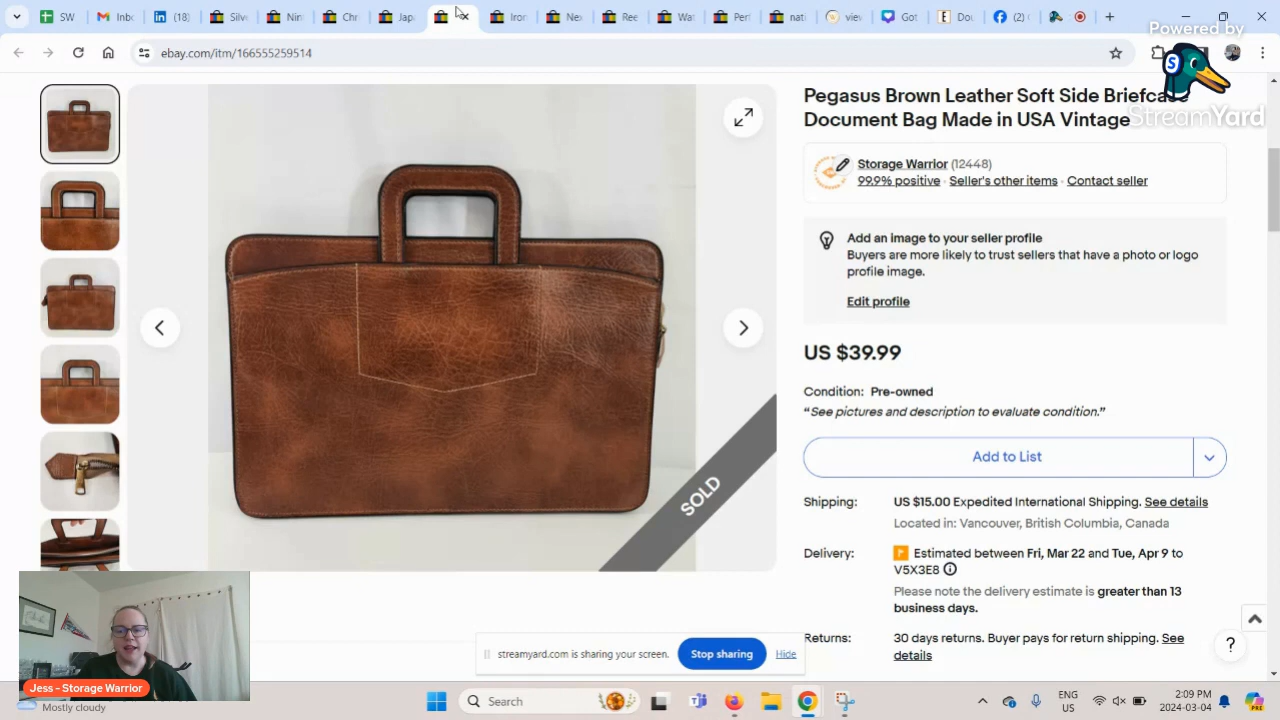 (18)
Silv
Nin
Chr
Jap
Iron
Nex
Ree
Wa
Pen
nat
Go
E
Do
(2)
Powered by
ebay.com/itm/166555259514
StreamYard
Pegasus Brown Leather Soft Side Briefcase
Document Bag Made in USA Vintage
Storage Warrior (12448)
99.9% positive · Seller's other items · Contact seller
Add an image to your seller profile
Buyers are more likely to trust sellers that have a photo or logo
profile image.
Edit profile
US $39.99
Condition: Pre-owned
“See pictures and description to evaluate condition.”
Add to List
SOLD
Shipping: US $15.00 Expedited International Shipping. See details
Located in: Vancouver, British Columbia, Canada
Delivery: Estimated between Fri, Mar 22 and Tue, Apr 9 to
V5X3E8
Please note the delivery estimate is greater than 13
business days.
Returns: 30 days returns. Buyer pays for return shipping. See
details
streamyard.com is sharing your screen. Stop sharing Hide
Jess - Storage Warrior
Mostly cloudy
Search
ENG
US
2:09 PM
2024-03-04